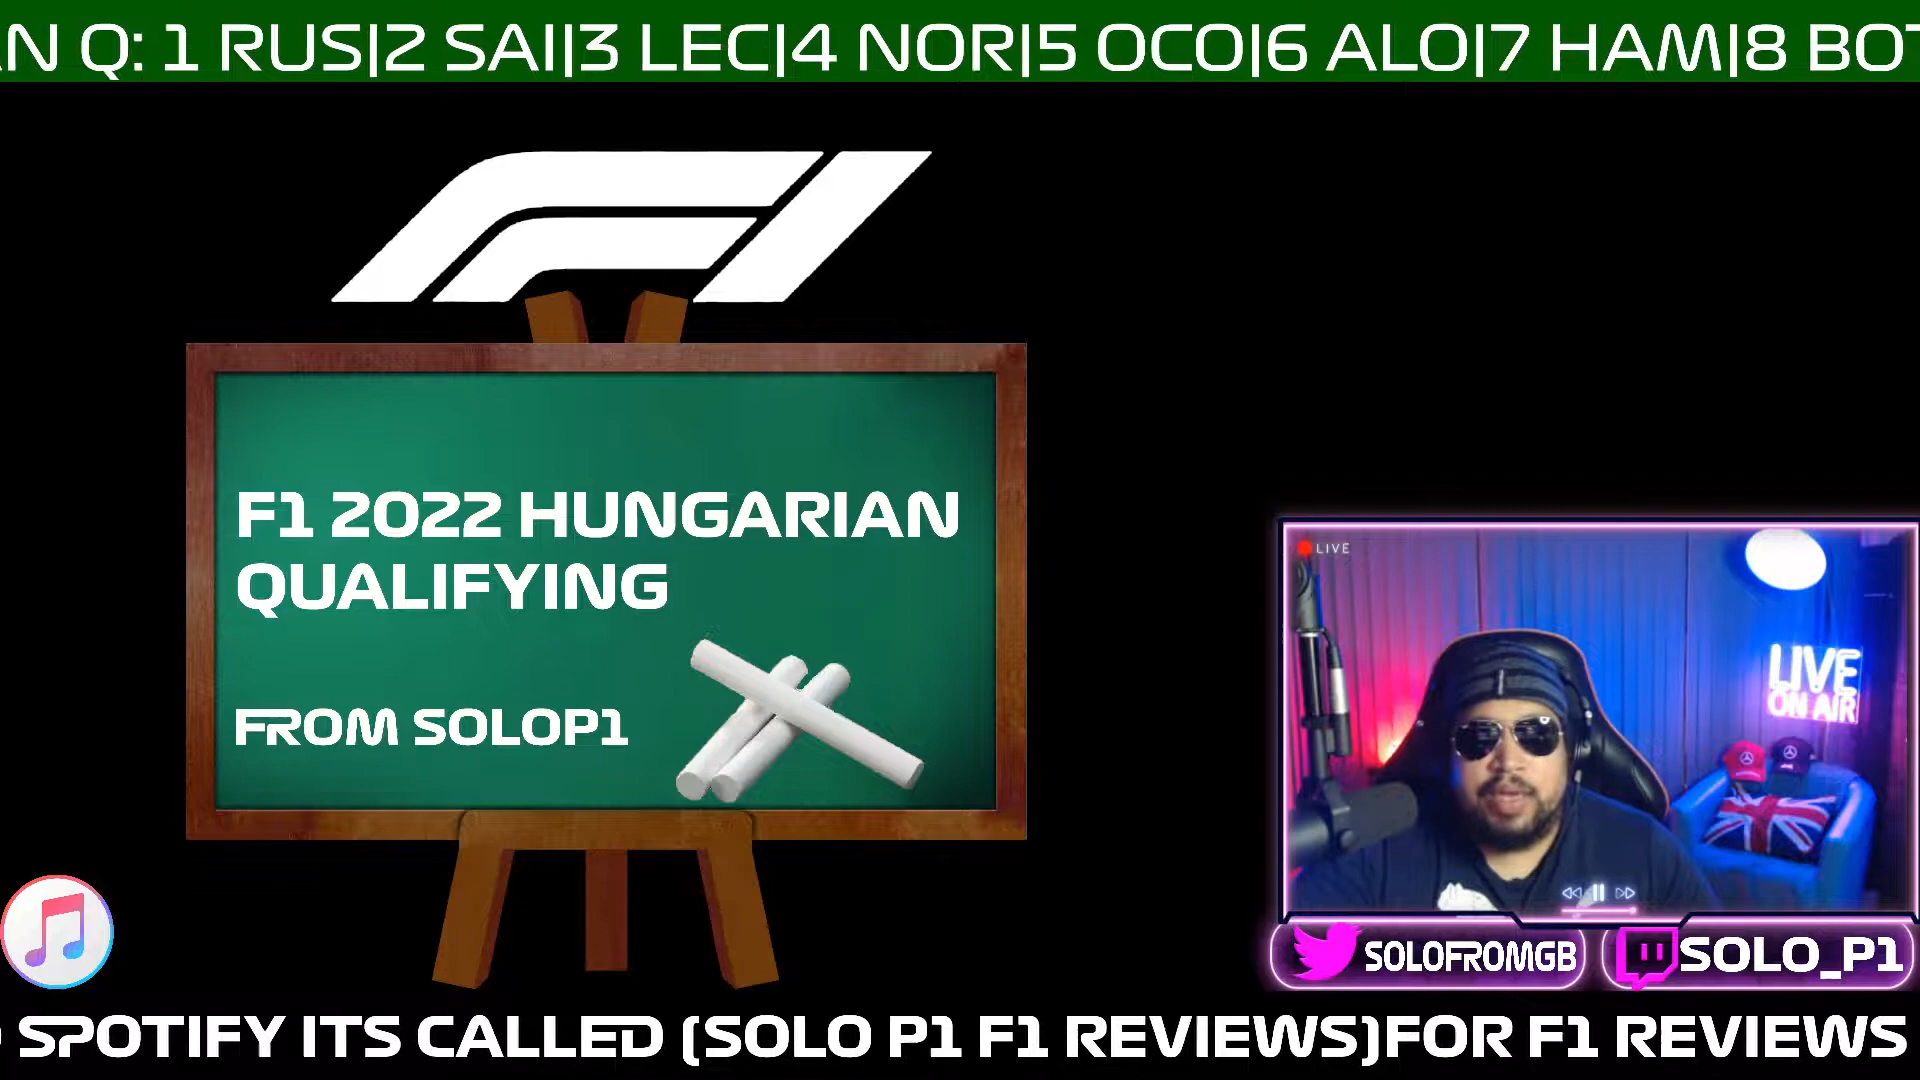 N Q: 1 RUS|2 SAI||3 LEC|4 NOR|5 OCO|6 ALO|7 HAM|8 BOT
F1
F1 2022 HUNGARIAN
QUALIFYING
FROM SOLOP1
LIVE
LIVE
ON AIR
SOLOFROMGB
SOLO_P1
SPOTIFY ITS CALLED (SOLO P1 F1 REVIEWS)FOR F1 REVIEWS